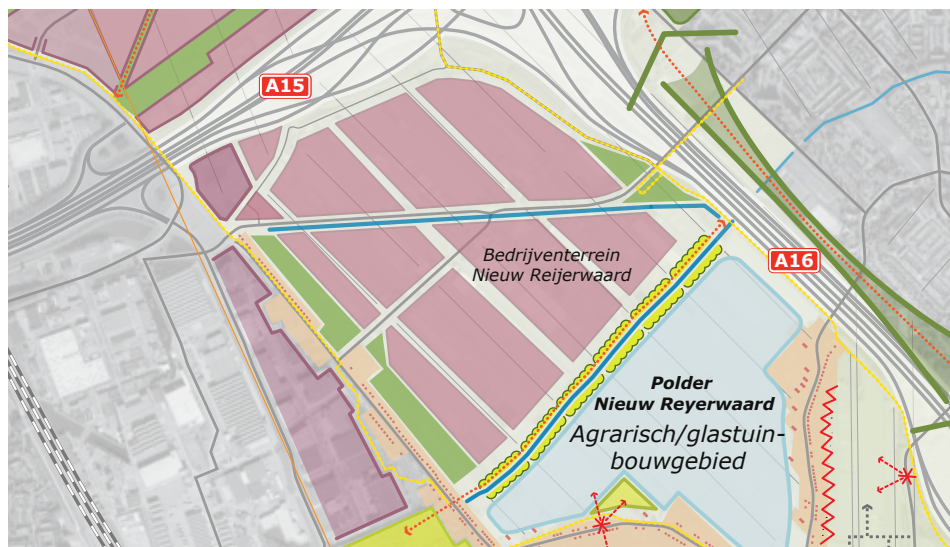 A15
Bedrijventerrein
Nieuw Reijerwaard
A16
Polder
Nieuw Reyerwaard
Agrarisch/glastuin-
bouwgebied